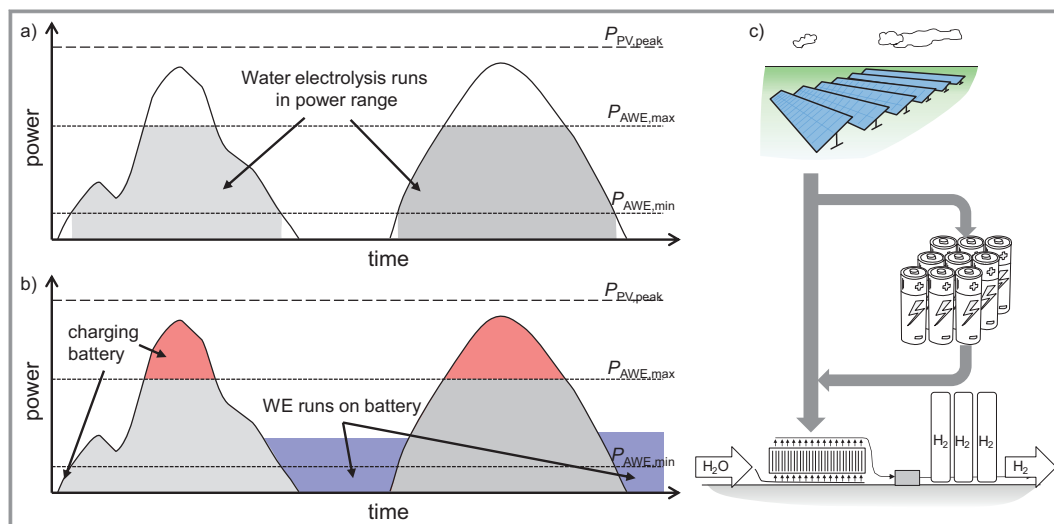 a)
P_PV,peak
Water electrolysis runs
in power range
P_AWE,max
P_AWE,min
power
time
b)
P_PV,peak
charging
battery
P_AWE,max
WE runs on battery
P_AWE,min
power
time
c)
H₂ H₂ H₂
H₂O
H₂